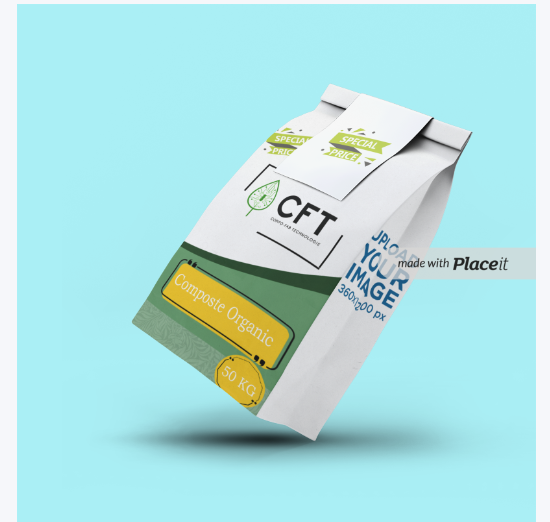 SPECIAL
PRICE
SPECIAL
PRICE
CFT
UPLOAD
YOUR
IMAGE
made with Placeit
Composte Organic
50 KG